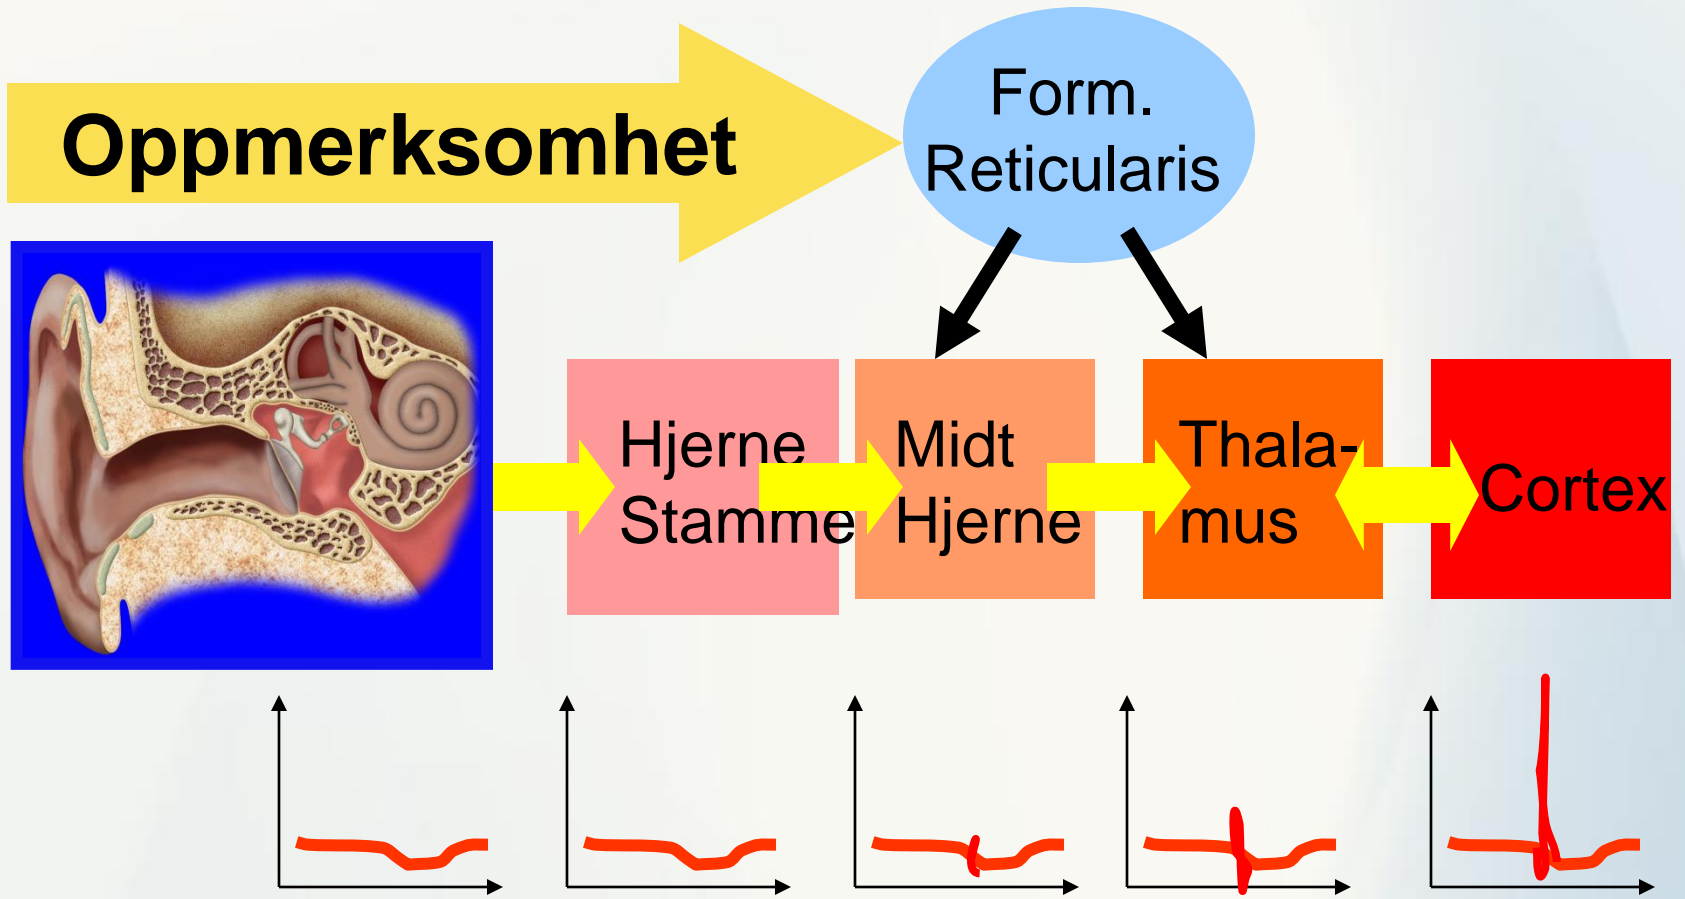 Oppmerksomhet
Form.
Reticularis
Hjerne
Stamme
Midt
Hjerne
Thala-
mus
Cortex